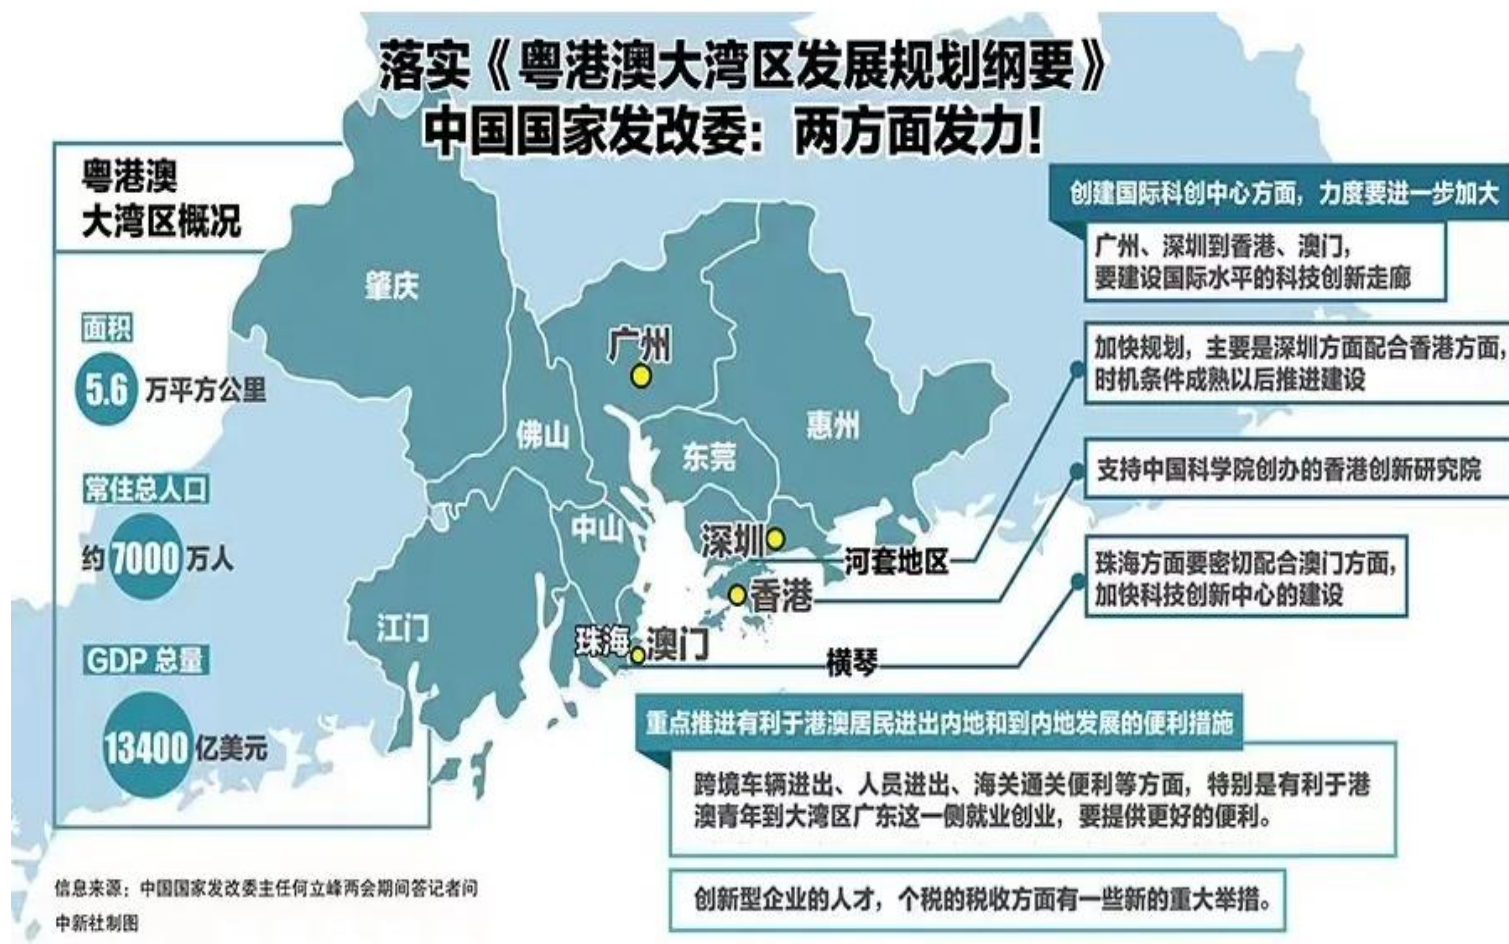 落实《粤港澳大湾区发展规划纲要》
中国国家发改委：两方面发力！
粤港澳
大湾区概况
面积
5.6 万平方公里
常住总人口
约 7000 万人
GDP 总量
13400 亿美元
肇庆
广州
佛山
东莞
惠州
中山
深圳
江门
香港
珠海
澳门
河套地区
横琴
创建国际科创中心方面，力度要进一步加大
广州、深圳到香港、澳门，
要建设国际水平的科技创新走廊
加快规划，主要是深圳方面配合香港方面，
时机条件成熟以后推进建设
支持中国科学院创办的香港创新研究院
珠海方面要密切配合澳门方面，
加快科技创新中心的建设
重点推进有利于港澳居民进出内地和到内地发展的便利措施
跨境车辆进出、人员进出、海关通关便利等方面，特别是有利于港
澳青年到大湾区广东这一侧就业创业，要提供更好的便利。
创新型企业的人才，个税的税收方面有一些新的重大举措。
信息来源：中国国家发改委主任何立峰两会期间答记者问
中新社制图